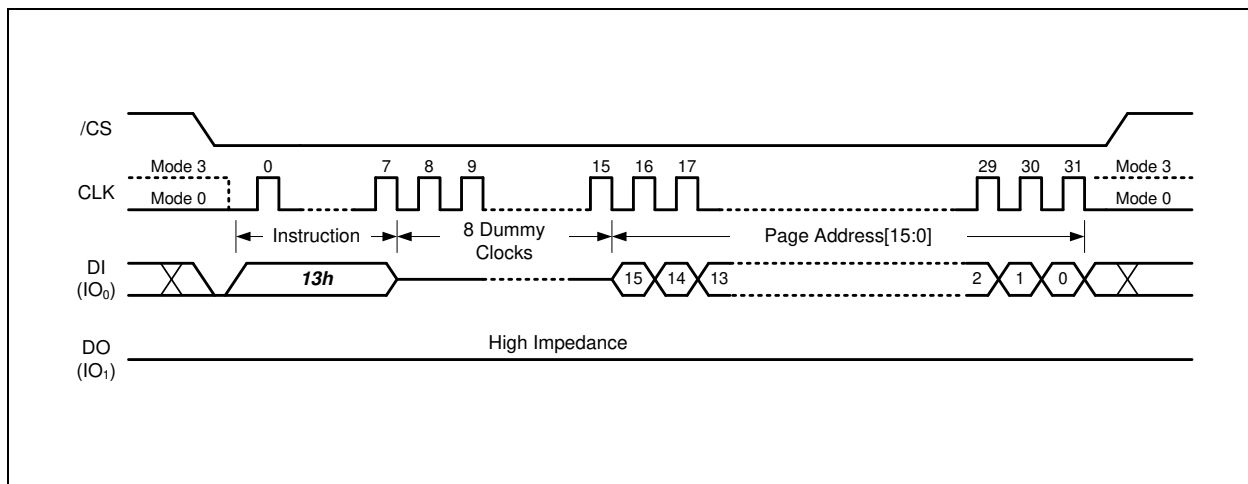 /CS
Mode 3
0 7 8 9 15 16 17 29 30 31
Mode 3
CLK
Mode 0
Mode 0
Instruction
8 Dummy
Clocks
Page Address[15:0]
DI
(IO₀)
13h
15 14 13 2 1 0
DO
(IO₁)
High Impedance